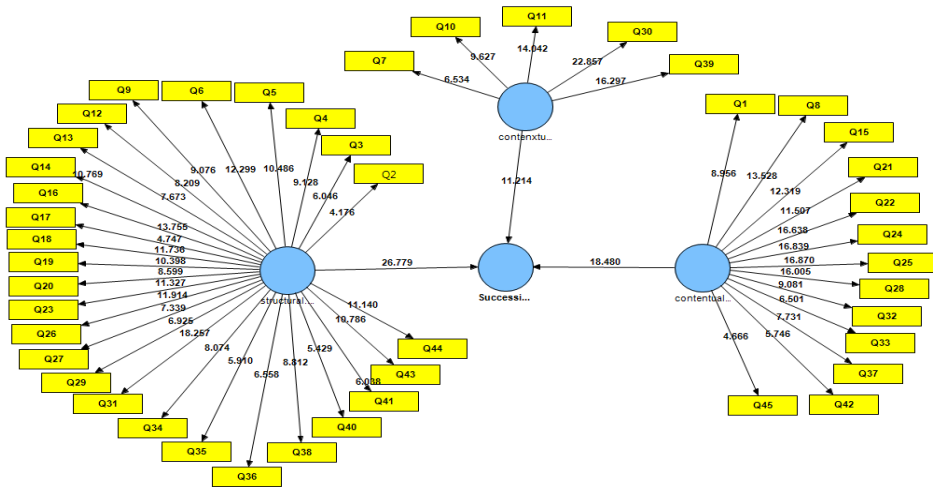 Q11
Q10
Q30
Q7
Q39
14.042
9.627
22.857
6.534
16.297
contenxtu...
11.214
Q9
Q6
Q5
Q12
Q4
Q13
Q3
Q14
Q2
Q16
Q17
Q18
Q19
Q20
Q23
Q26
Q27
Q29
Q31
Q34
Q35
Q36
Q38
Q40
Q41
Q43
Q44
9.076
12.299
10.486
9.128
6.046
4.176
8.209
7.673
10.769
13.755
4.747
11.736
10.398
8.599
11.327
11.914
7.339
6.925
18.257
8.074
5.910
6.558
8.812
5.429
6.038
10.786
11.140
structural...
26.779
Successi...
18.480
contentual...
Q1
Q8
Q15
Q21
Q22
Q24
Q25
Q28
Q32
Q33
Q37
Q42
Q45
8.956
13.528
12.319
11.507
16.638
16.839
16.870
16.005
9.081
6.501
7.731
5.746
4.666